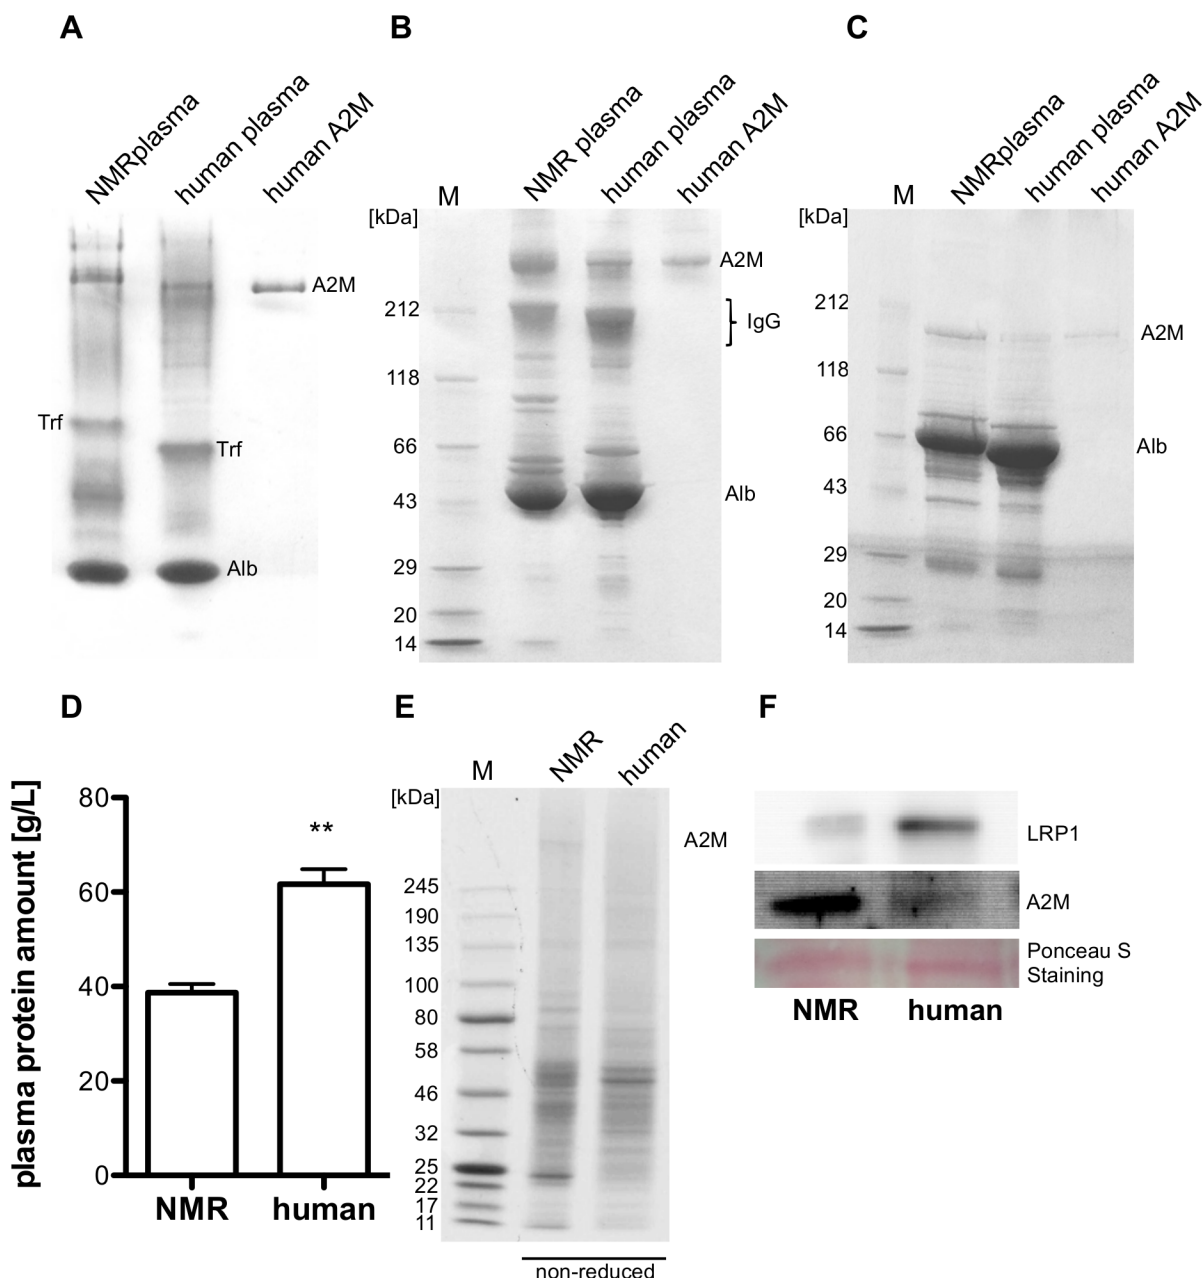 A
NMRplasma
human plasma
human A2M
A2M
Trf
Trf
Alb
B
[kDa]
M
NMR plasma
human plasma
human A2M
A2M
212
IgG
118
66
43
Alb
29
20
14
C
[kDa]
M
NMRplasma
human plasma
human A2M
212
A2M
118
66
Alb
43
29
20
14
D
plasma protein amount [g/L]
80
60
40
20
0
**
NMR
human
E
[kDa]
M
NMR
human
A2M
245
190
135
100
80
58
46
32
25
22
17
11
non-reduced
F
LRP1
A2M
Ponceau S
Staining
NMR
human